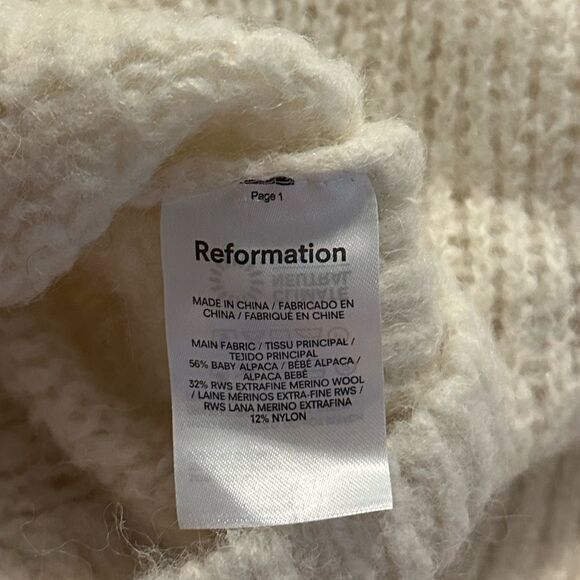 Page 1
Reformation
MADE IN CHINA / FABRICADO EN
CHINA / FABRIQUÉ EN CHINE
MAIN FABRIC / TISSU PRINCIPAL /
TEJIDO PRINCIPAL
56% BABY ALPACA / BÉBÉ ALPACA /
ALPACA BEBÉ
32% RWS EXTRAFINE MERINO WOOL
/ LAINE MÉRINOS EXTRA-FINE RWS /
RWS LANA MERINO EXTRAFINA
12% NYLON